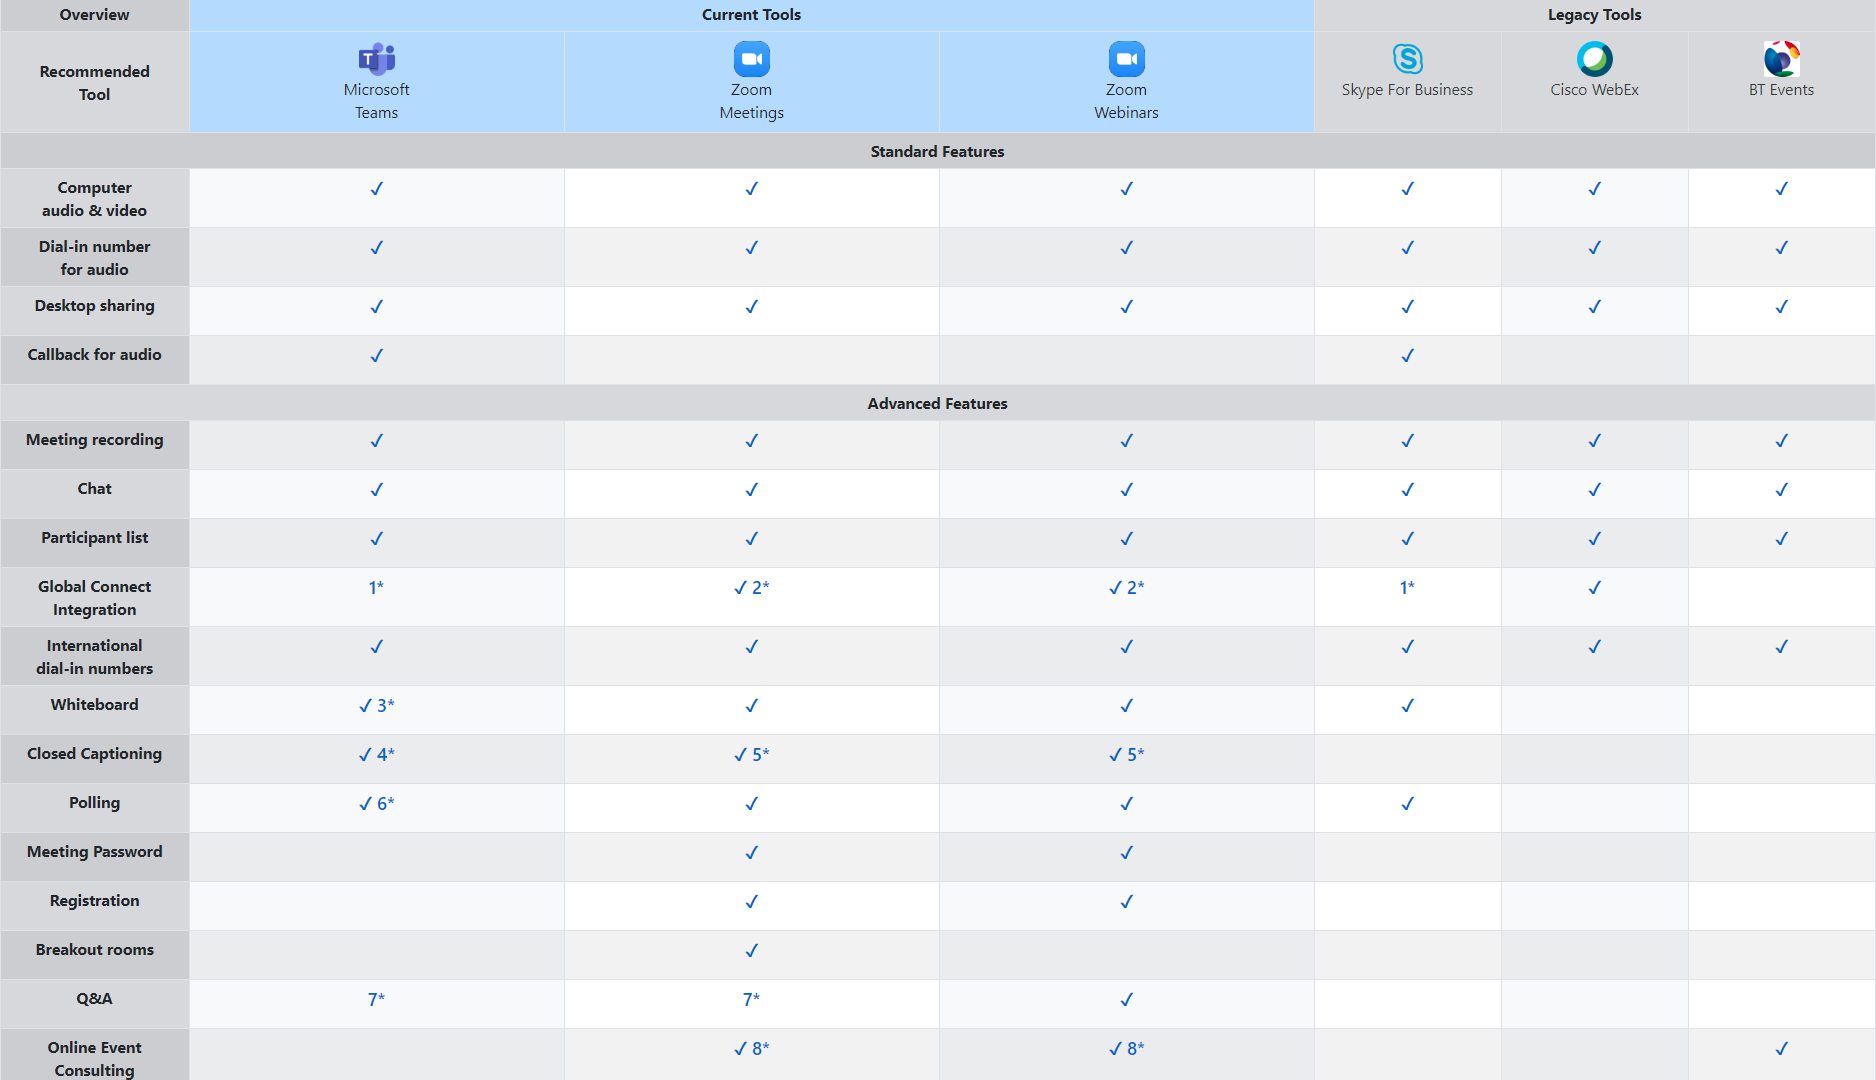 Overview Current Tools Legacy Tools
Recommended
Tool
Microsoft
Teams
Zoom
Meetings
Zoom
Webinars
Skype For Business
Cisco WebEx
BT Events
Standard Features
Computer
audio & video ✓ ✓ ✓ ✓ ✓ ✓
Dial-in number
for audio ✓ ✓ ✓ ✓ ✓ ✓
Desktop sharing ✓ ✓ ✓ ✓ ✓ ✓
Callback for audio ✓ ✓
Advanced Features
Meeting recording ✓ ✓ ✓ ✓ ✓ ✓
Chat ✓ ✓ ✓ ✓ ✓ ✓
Participant list ✓ ✓ ✓ ✓ ✓ ✓
Global Connect
Integration 1* ✓ 2* ✓ 2* 1* ✓
International
dial-in numbers ✓ ✓ ✓ ✓ ✓ ✓
Whiteboard ✓ 3* ✓ ✓ ✓
Closed Captioning ✓ 4* ✓ 5* ✓ 5*
Polling ✓ 6* ✓ ✓ ✓
Meeting Password ✓ ✓
Registration ✓ ✓
Breakout rooms ✓
Q&A 7* 7* ✓
Online Event
Consulting ✓ 8* ✓ 8* ✓